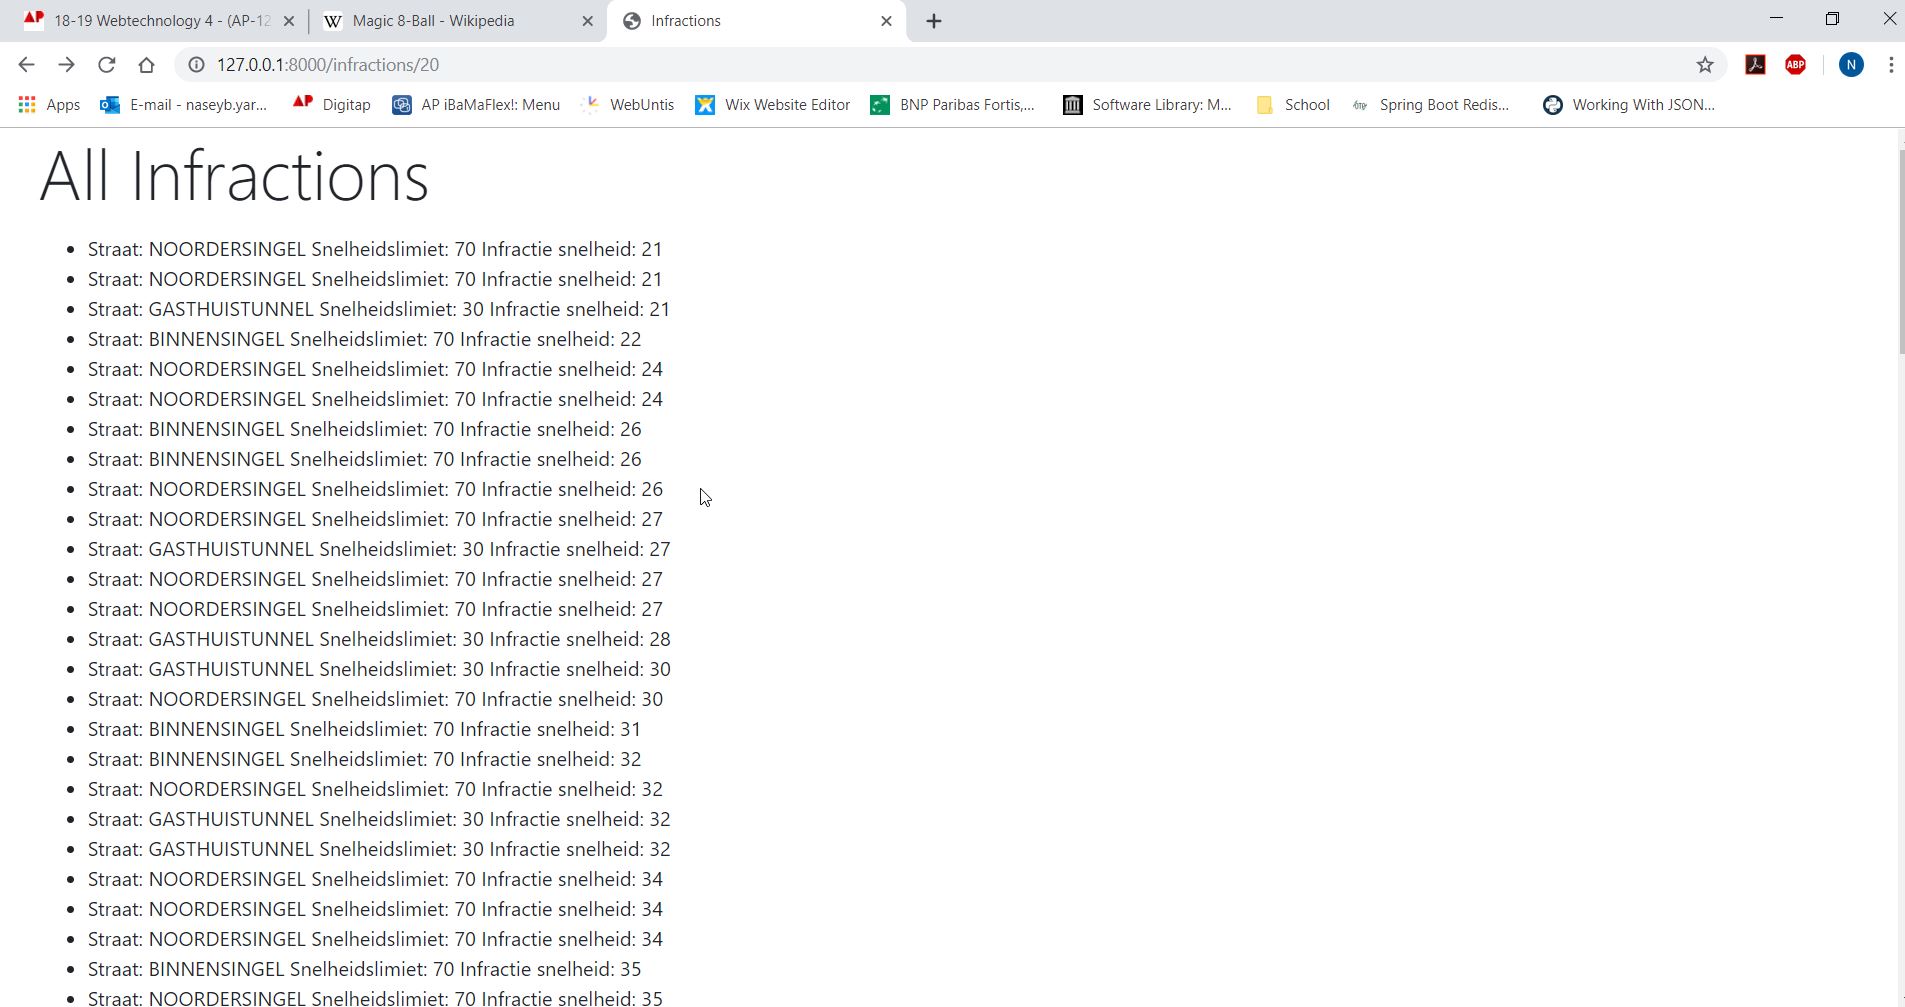 18-19 Webtechnology 4 - (AP-12
Magic 8-Ball - Wikipedia
Infractions
127.0.0.1:8000/infractions/20
ABP
N
Apps
E-mail - naseyb.yar...
Digitap
AP iBaMaFlex!: Menu
WebUntis
Wix Website Editor
BNP Paribas Fortis,...
Software Library: M...
School
Spring Boot Redis...
Working With JSON...
All Infractions
Straat: NOORDERSINGEL Snelheidslimiet: 70 Infractie snelheid: 21
Straat: NOORDERSINGEL Snelheidslimiet: 70 Infractie snelheid: 21
Straat: GASTHUISTUNNEL Snelheidslimiet: 30 Infractie snelheid: 21
Straat: BINNENSINGEL Snelheidslimiet: 70 Infractie snelheid: 22
Straat: NOORDERSINGEL Snelheidslimiet: 70 Infractie snelheid: 24
Straat: NOORDERSINGEL Snelheidslimiet: 70 Infractie snelheid: 24
Straat: BINNENSINGEL Snelheidslimiet: 70 Infractie snelheid: 26
Straat: BINNENSINGEL Snelheidslimiet: 70 Infractie snelheid: 26
Straat: NOORDERSINGEL Snelheidslimiet: 70 Infractie snelheid: 26
Straat: NOORDERSINGEL Snelheidslimiet: 70 Infractie snelheid: 27
Straat: GASTHUISTUNNEL Snelheidslimiet: 30 Infractie snelheid: 27
Straat: NOORDERSINGEL Snelheidslimiet: 70 Infractie snelheid: 27
Straat: NOORDERSINGEL Snelheidslimiet: 70 Infractie snelheid: 27
Straat: GASTHUISTUNNEL Snelheidslimiet: 30 Infractie snelheid: 28
Straat: GASTHUISTUNNEL Snelheidslimiet: 30 Infractie snelheid: 30
Straat: NOORDERSINGEL Snelheidslimiet: 70 Infractie snelheid: 30
Straat: BINNENSINGEL Snelheidslimiet: 70 Infractie snelheid: 31
Straat: BINNENSINGEL Snelheidslimiet: 70 Infractie snelheid: 32
Straat: NOORDERSINGEL Snelheidslimiet: 70 Infractie snelheid: 32
Straat: GASTHUISTUNNEL Snelheidslimiet: 30 Infractie snelheid: 32
Straat: GASTHUISTUNNEL Snelheidslimiet: 30 Infractie snelheid: 32
Straat: NOORDERSINGEL Snelheidslimiet: 70 Infractie snelheid: 34
Straat: NOORDERSINGEL Snelheidslimiet: 70 Infractie snelheid: 34
Straat: NOORDERSINGEL Snelheidslimiet: 70 Infractie snelheid: 34
Straat: BINNENSINGEL Snelheidslimiet: 70 Infractie snelheid: 35
Straat: NOORDERSINGEL Snelheidslimiet: 70 Infractie snelheid: 35